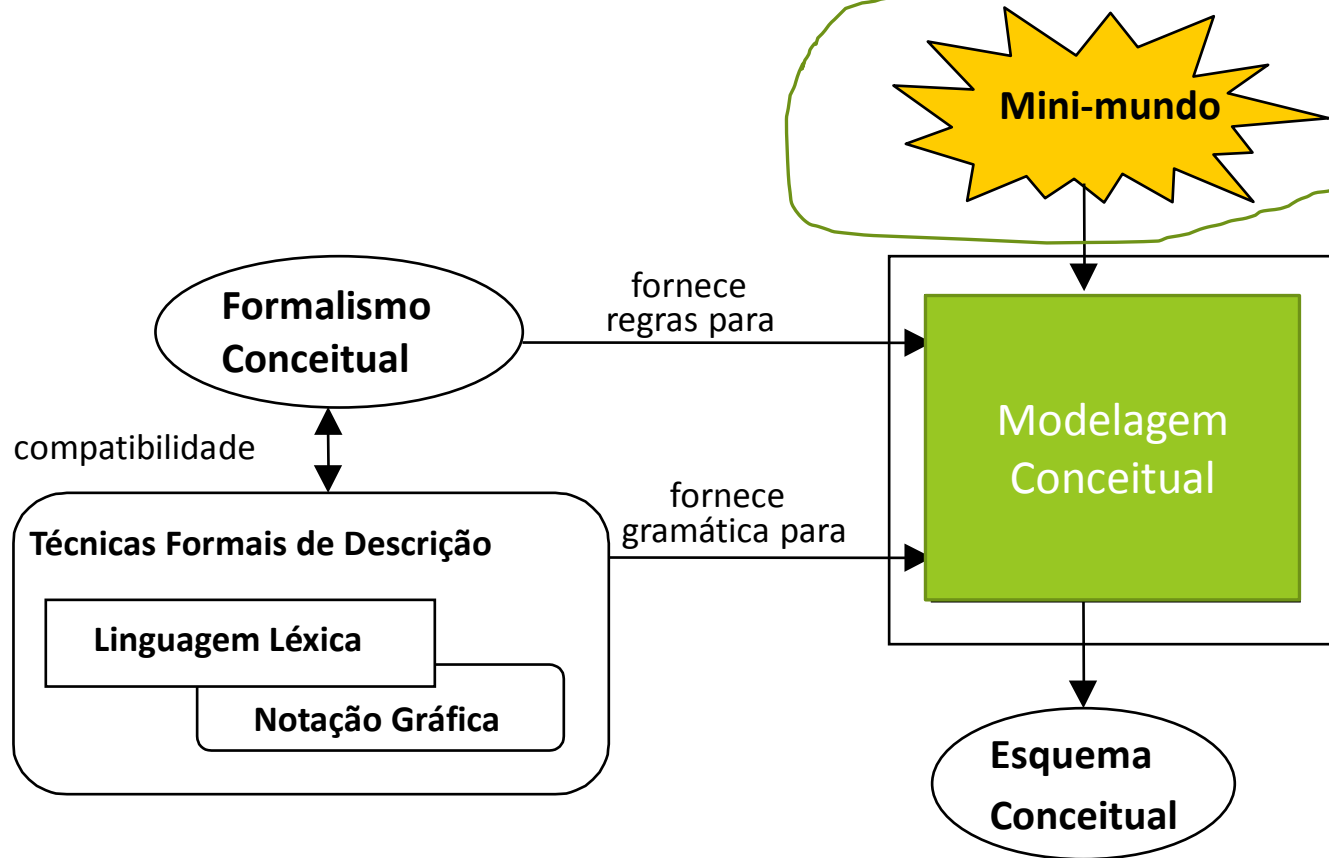 Mini-mundo
Formalismo
Conceitual
fornece
regras para
Modelagem
Conceitual
compatibilidade
fornece
gramática para
Técnicas Formais de Descrição
Linguagem Léxica
Notação Gráfica
Esquema
Conceitual